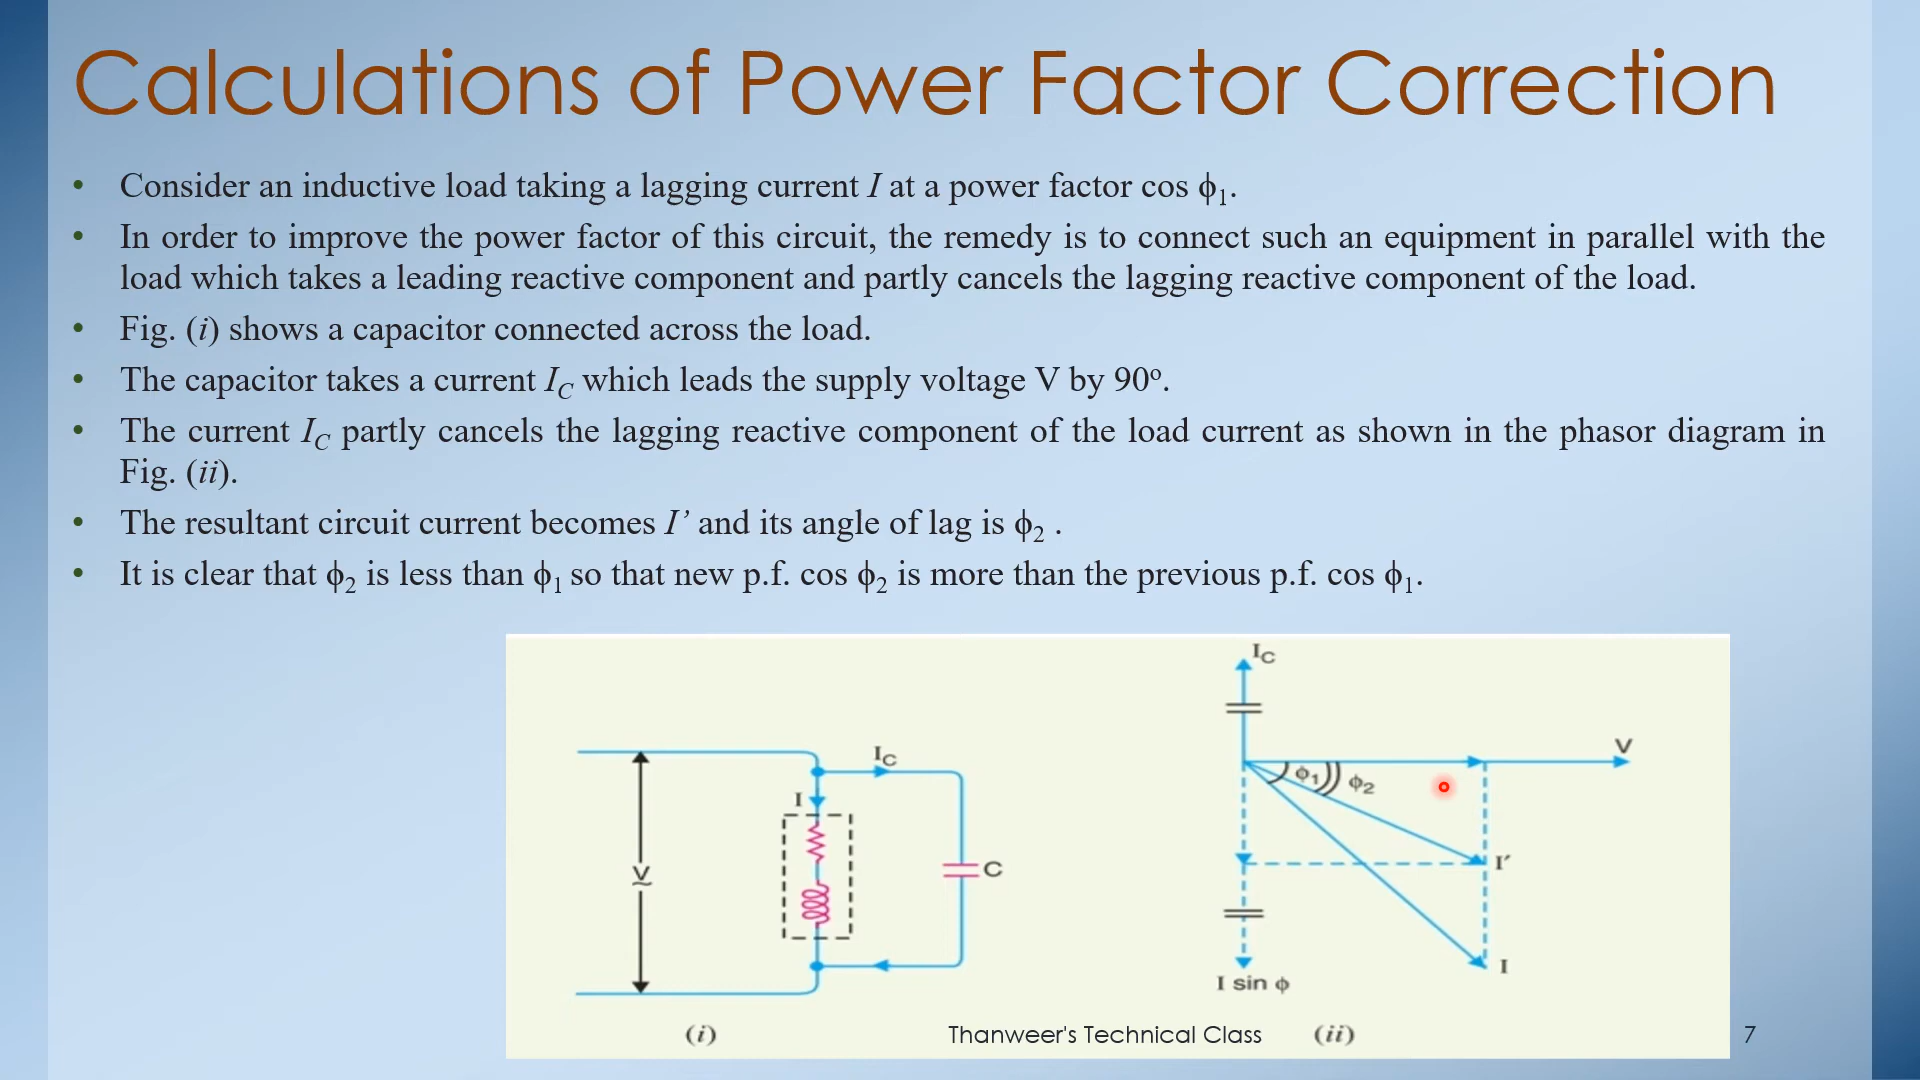 Calculations of Power Factor Correction
• Consider an inductive load taking a lagging current I at a power factor cos ϕ₁.
• In order to improve the power factor of this circuit, the remedy is to connect such an equipment in parallel with the
load which takes a leading reactive component and partly cancels the lagging reactive component of the load.
• Fig. (i) shows a capacitor connected across the load.
• The capacitor takes a current I_C which leads the supply voltage V by 90º.
• The current I_C partly cancels the lagging reactive component of the load current as shown in the phasor diagram in
Fig. (ii).
• The resultant circuit current becomes I’ and its angle of lag is ϕ₂ .
• It is clear that ϕ₂ is less than ϕ₁ so that new p.f. cos ϕ₂ is more than the previous p.f. cos ϕ₁.
I_C
V
I_C
ϕ₁
ϕ₂
I
V
~
C
I′
I
I sin ϕ
(i)
Thanweer's Technical Class
(ii)
7